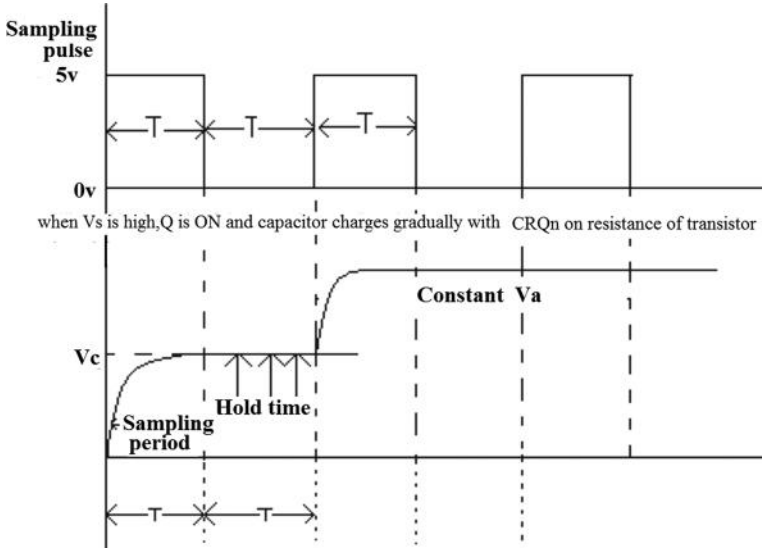 Sampling
pulse
5v
T T T
0v
when Vs is high,Q is ON and capacitor charges gradually with CRQn on resistance of transistor
Constant Va
Vc
Hold time
Sampling
period
T T